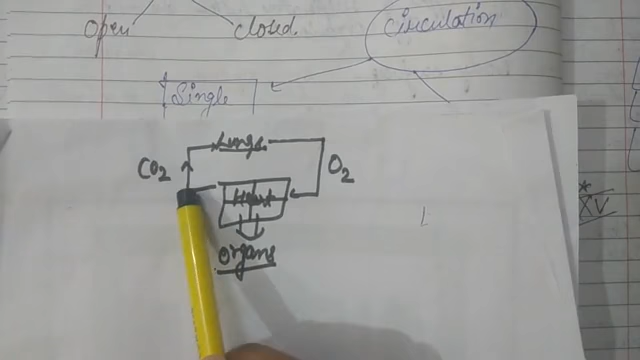 open closed
Circulation
Single
Lungs
CO2 O2
Heart
Organs
XV